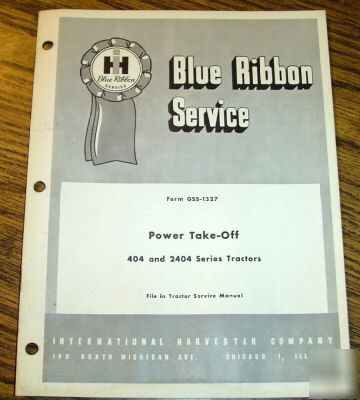 IH
Blue Ribbon
SERVICE
Blue Ribbon
Service
Form GSS-1327
Power Take-Off
404 and 2404 Series Tractors
File in Tractor Service Manual
INTERNATIONAL HARVESTER COMPANY
180 NORTH MICHIGAN AVE. CHICAGO 1, ILL.